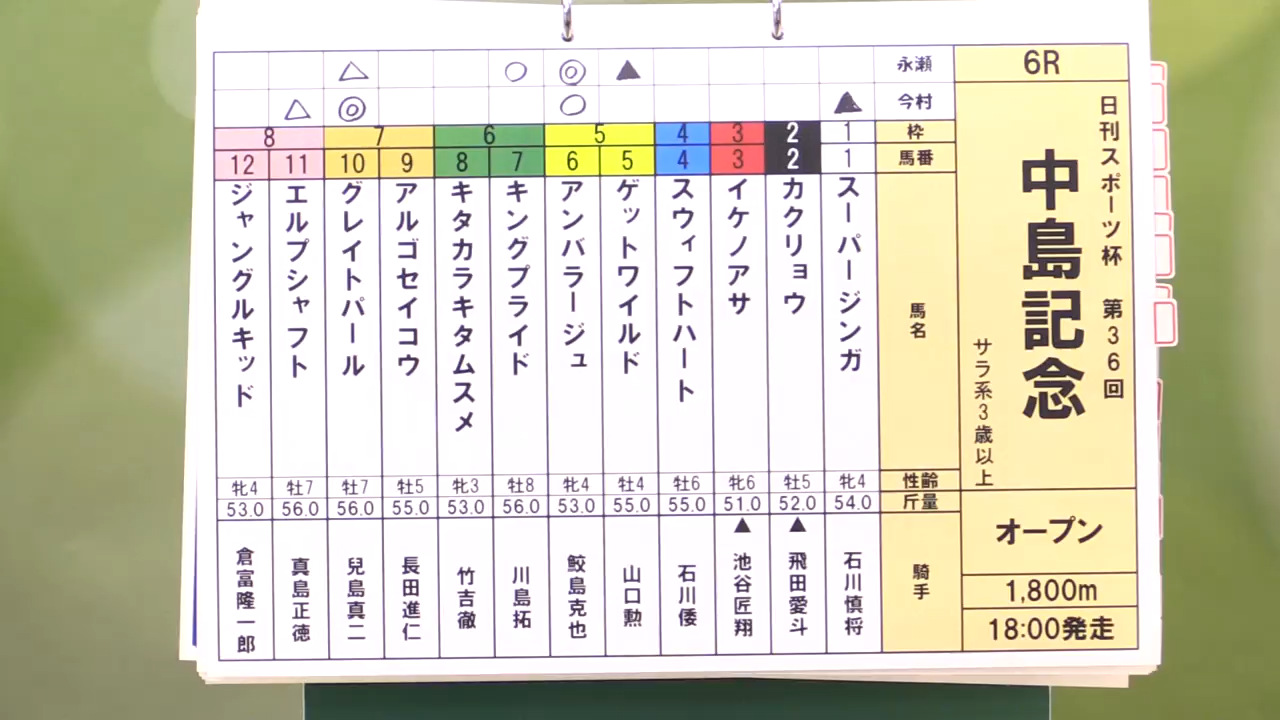 6R
日刊スポーツ杯 第36回
中島記念
サラ系3歳以上
オープン
1,800m
18:00発走
永瀬 ▲ ◎ ○ △
今村 ▲ ○ ◎ △
枠 1 2 3 4 5 6 7 8
馬番 1 2 3 4 5 6 7 8 9 10 11 12
馬名
性齢
斤量
騎手
スーパージンガ 牝4 54.0 石川慎将
カクリョウ 牡5 52.0 ▲飛田愛斗
イケノアサ 牝6 51.0 ▲池谷匠翔
スウィフトハート 牡6 55.0 石川倭
ゲットワイルド 牡4 55.0 山口勲
アンバラージュ 牝4 53.0 鮫島克也
キングプライド 牡8 56.0 川島拓
キタカラキタムスメ 牝3 53.0 竹吉徹
アルゴセイコウ 牡5 55.0 長田進仁
グレイトパール 牡7 56.0 兒島真二
エルプシャフト 牡7 56.0 真島正徳
ジャングルキッド 牝4 53.0 倉富隆一郎